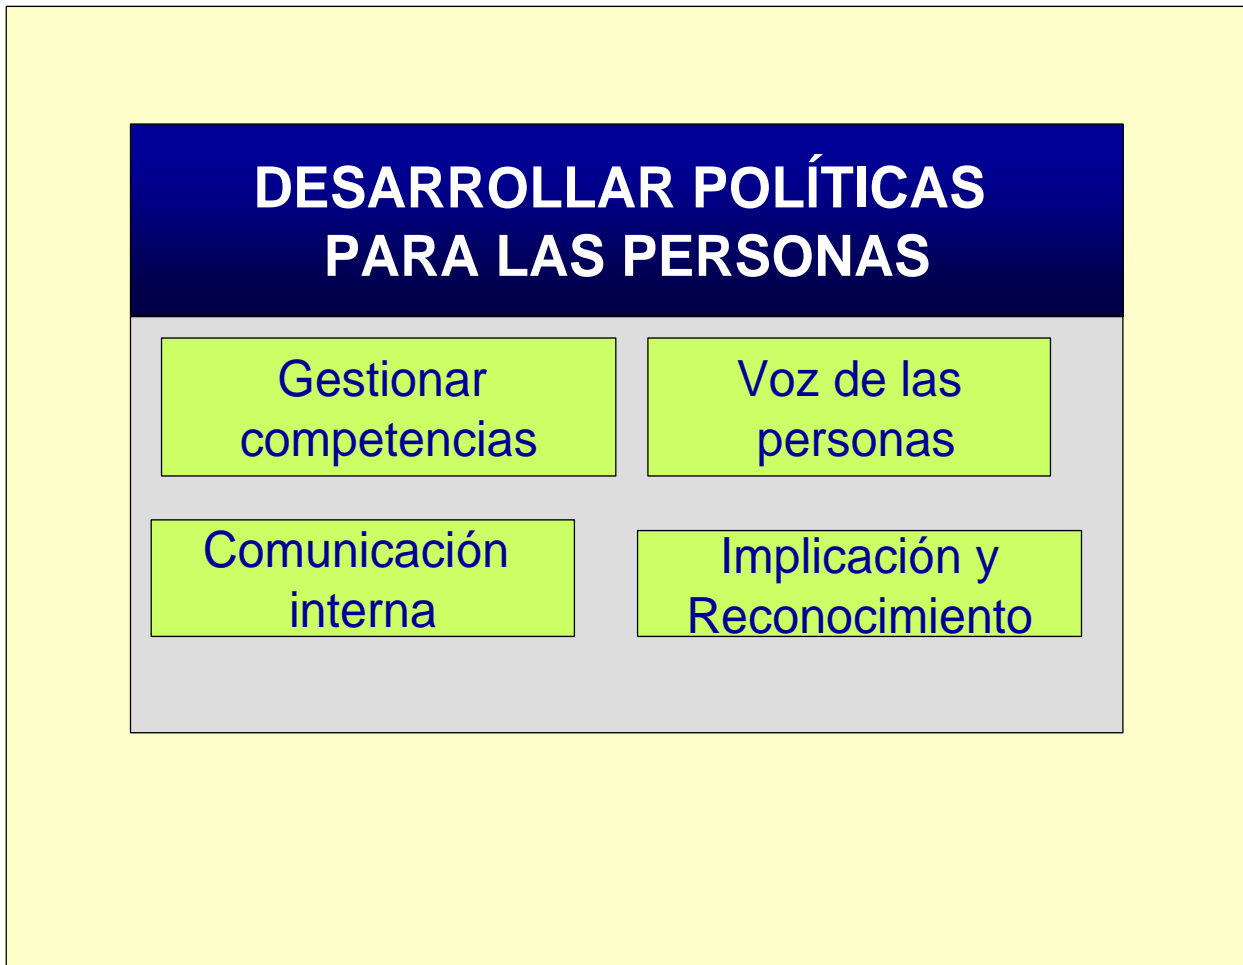 DESARROLLAR POLÍTICAS
PARA LAS PERSONAS
Gestionar
competencias
Voz de las
personas
Comunicación
interna
Implicación y
Reconocimiento